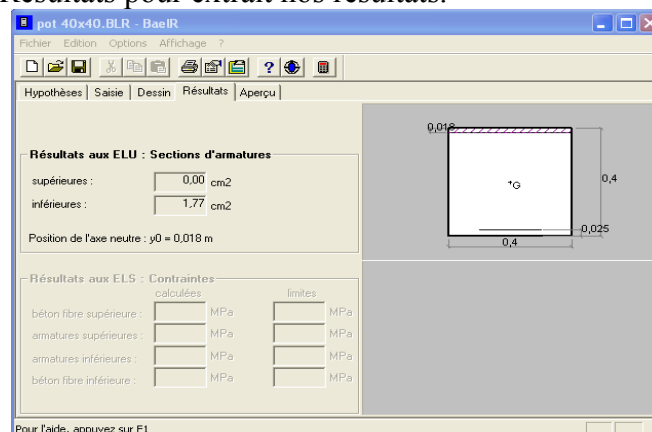 Résultats pour extrait nos résultats.
pot 40x40.BLR - BaelR
Fichier Edition Options Affichage ?
Hypothèses Saisie Dessin Résultats Aperçu
Résultats aux ELU : Sections d'armatures
supérieures : 0,00 cm2
inférieures : 1,77 cm2
Position de l'axe neutre : y0 = 0,018 m
Résultats aux ELS : Contraintes
calculées limites
béton fibre supérieure : MPa MPa
armatures supérieures : MPa MPa
armatures inférieures : MPa MPa
béton fibre inférieure : MPa MPa
0,018
G
0,4
0,025
0,4
Pour l'aide, appuyez sur F1